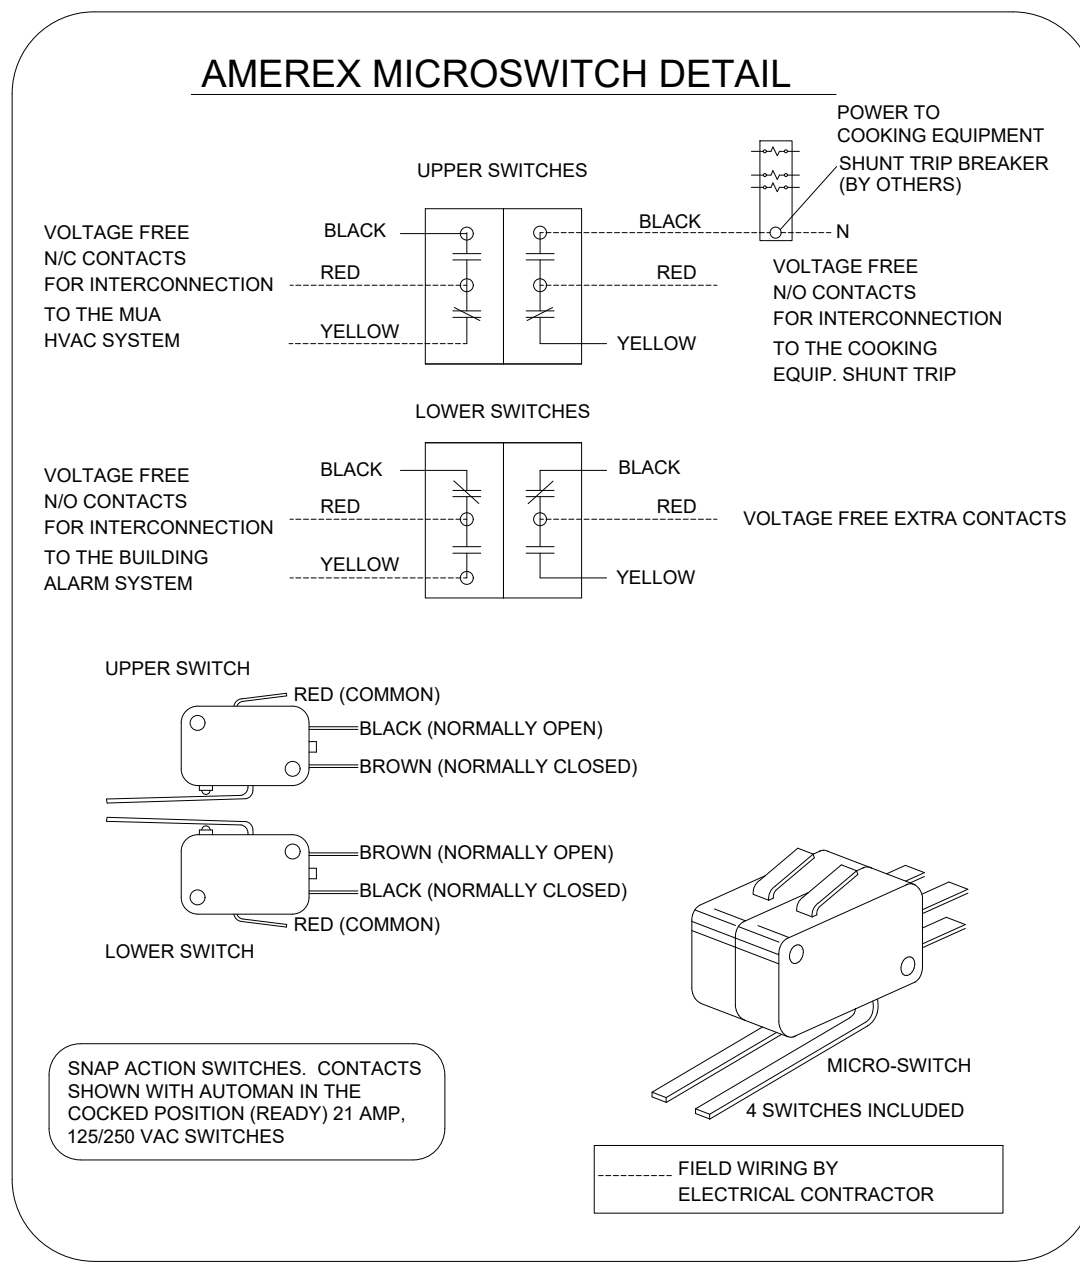 AMEREX MICROSWITCH DETAIL
POWER TO
COOKING EQUIPMENT
SHUNT TRIP BREAKER
(BY OTHERS)
UPPER SWITCHES
VOLTAGE FREE
N/C CONTACTS
FOR INTERCONNECTION
TO THE MUA
HVAC SYSTEM
BLACK
RED
YELLOW
BLACK
N
RED
YELLOW
VOLTAGE FREE
N/O CONTACTS
FOR INTERCONNECTION
TO THE COOKING
EQUIP. SHUNT TRIP
LOWER SWITCHES
VOLTAGE FREE
N/O CONTACTS
FOR INTERCONNECTION
TO THE BUILDING
ALARM SYSTEM
BLACK
RED
YELLOW
BLACK
RED
YELLOW
VOLTAGE FREE EXTRA CONTACTS
UPPER SWITCH
RED (COMMON)
BLACK (NORMALLY OPEN)
BROWN (NORMALLY CLOSED)
BROWN (NORMALLY OPEN)
BLACK (NORMALLY CLOSED)
RED (COMMON)
LOWER SWITCH
SNAP ACTION SWITCHES. CONTACTS
SHOWN WITH AUTOMAN IN THE
COCKED POSITION (READY) 21 AMP,
125/250 VAC SWITCHES
MICRO-SWITCH
4 SWITCHES INCLUDED
FIELD WIRING BY
ELECTRICAL CONTRACTOR